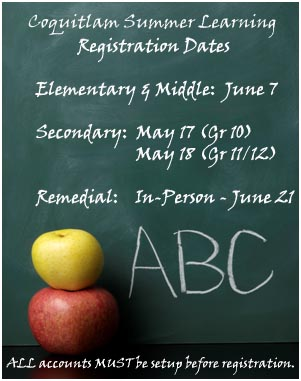 Coquitlam Summer Learning
Registration Dates
Elementary & Middle: June 7
Secondary: May 17 (Gr 10)
May 18 (Gr 11/12)
Remedial: In-Person - June 21
ABC
ALL accounts MUST be setup before registration.